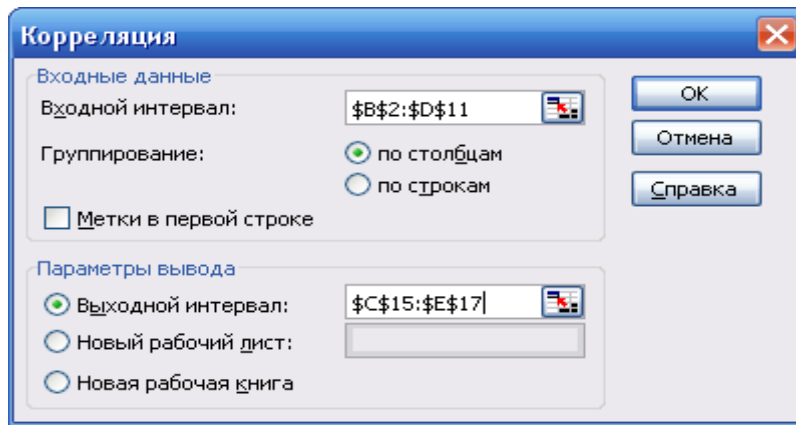 Корреляция
Входные данные
Входной интервал:
$B$2:$D$11
Группирование:
по столбцам
по строкам
Метки в первой строке
Параметры вывода
Выходной интервал:
$C$15:$E$17
Новый рабочий лист:
Новая рабочая книга
ОК
Отмена
Справка